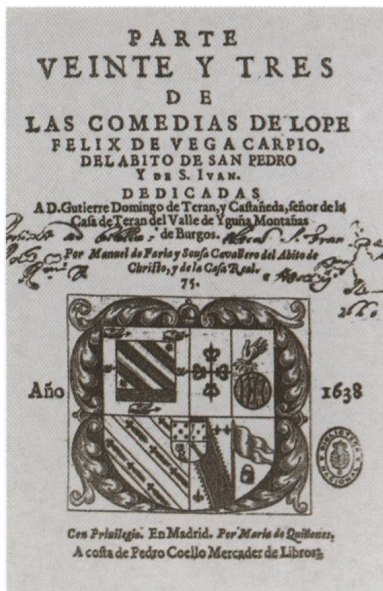 PARTE
VEINTE Y TRES
DE
LAS COMEDIAS DE LOPE
FELIX DE VEGA CARPIO,
DEL ABITO DE SAN PEDRO
Y DE S. IVAN.
DEDICADAS
A D. Gutierre Domingo de Teran, y Castañeda, señor de la
Casa de Teran del Valle de Yguña Montañas
de Burgos.
Por Manuel de Faria y Sousa Cavallero del Abito de
Christo, y de la Casa Real.
75.
Año 1638
BIBLIOTECA NACIONAL
Con Privilegio. En Madrid. Por Maria de Quiñones.
A costa de Pedro Coello Mercader de Libros.